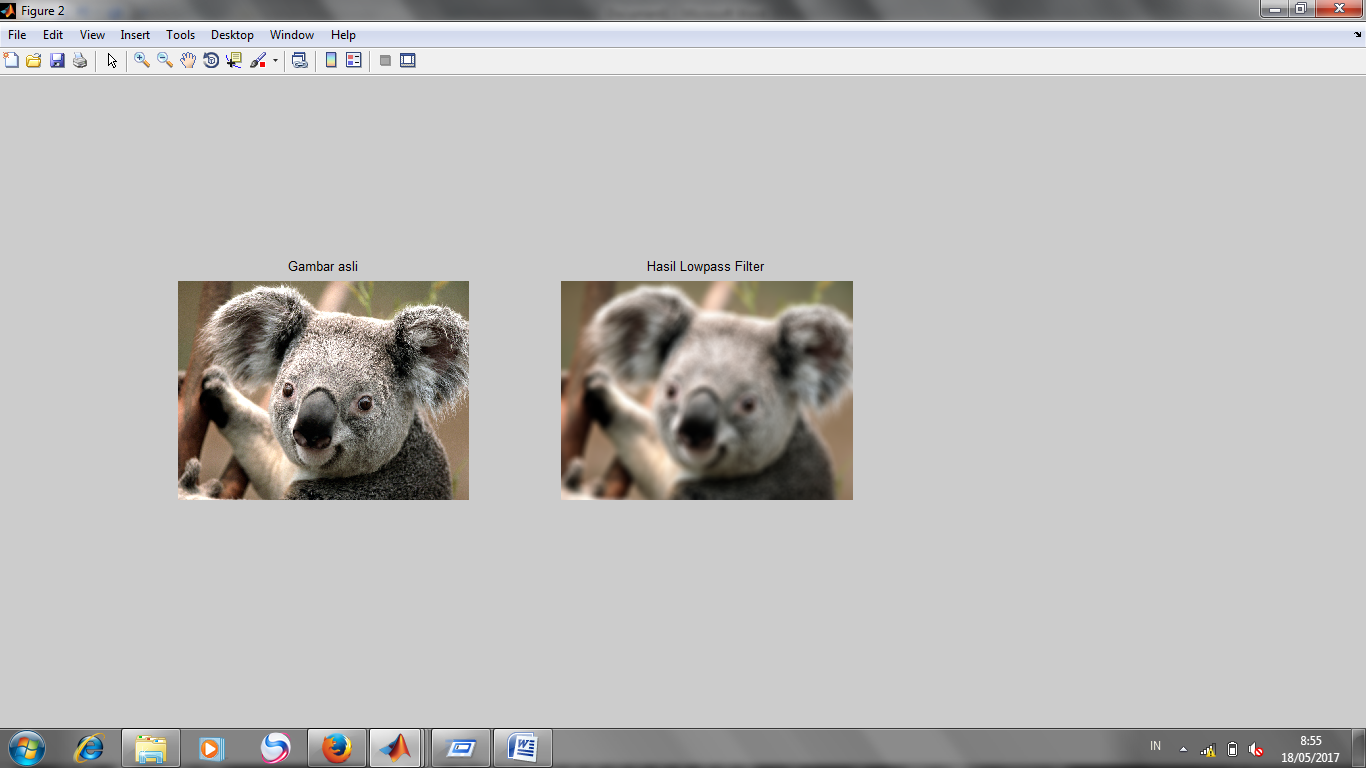 Figure 2
File Edit View Insert Tools Desktop Window Help
Gambar asli
Hasil Lowpass Filter
IN
8:55
18/05/2017